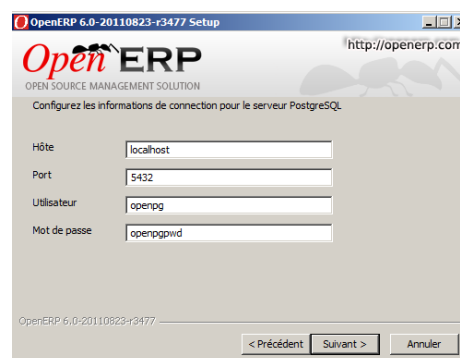 OpenERP 6.0-20110823-r3477 Setup
http://openerp.com
Open ERP
OPEN SOURCE MANAGEMENT SOLUTION
Configurez les informations de connection pour le serveur PostgreSQL
Hôte localhost
Port 5432
Utilisateur openpg
Mot de passe openpgpwd
OpenERP 6.0-20110823-r3477
< Précédent Suivant > Annuler